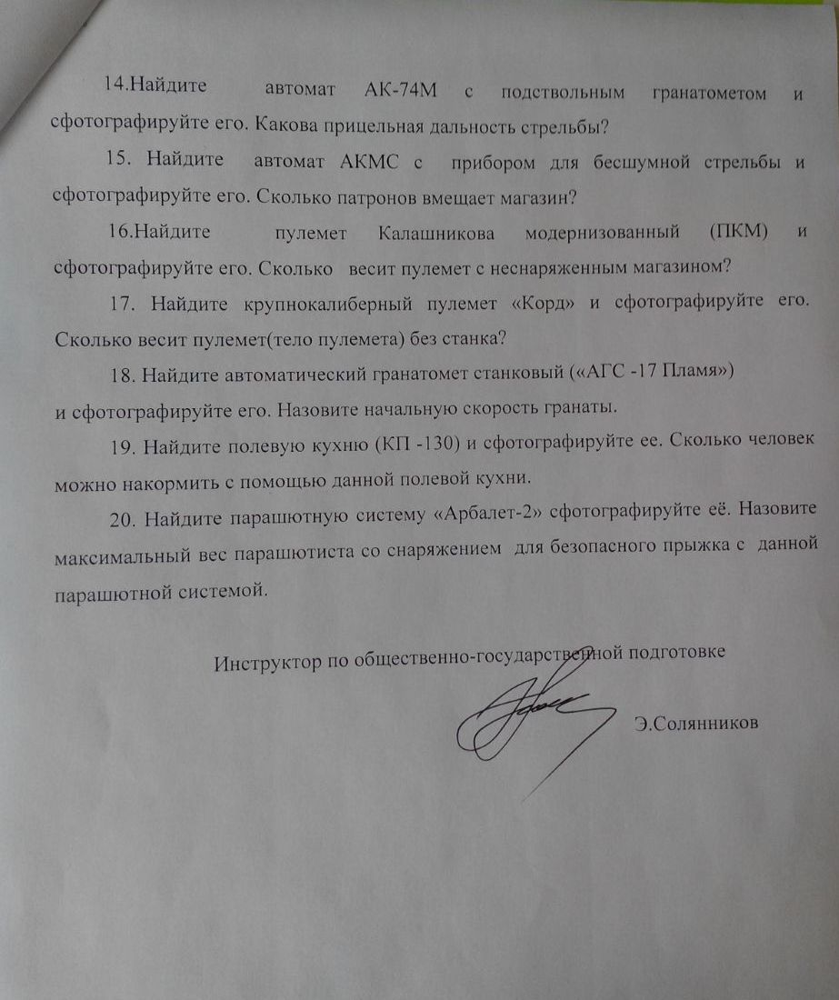 14.Найдите автомат АК-74М с подствольным гранатометом и
сфотографируйте его. Какова прицельная дальность стрельбы?
15. Найдите автомат АКМС с прибором для бесшумной стрельбы и
сфотографируйте его. Сколько патронов вмещает магазин?
16.Найдите пулемет Калашникова модернизованный (ПКМ) и
сфотографируйте его. Сколько весит пулемет с неснаряженным магазином?
17. Найдите крупнокалиберный пулемет «Корд» и сфотографируйте его.
Сколько весит пулемет(тело пулемета) без станка?
18. Найдите автоматический гранатомет станковый («АГС -17 Пламя»)
и сфотографируйте его. Назовите начальную скорость гранаты.
19. Найдите полевую кухню (КП -130) и сфотографируйте ее. Сколько человек
можно накормить с помощью данной полевой кухни.
20. Найдите парашютную систему «Арбалет-2» сфотографируйте её. Назовите
максимальный вес парашютиста со снаряжением для безопасного прыжка с данной
парашютной системой.
Инструктор по общественно-государственной подготовке
Э.Солянников